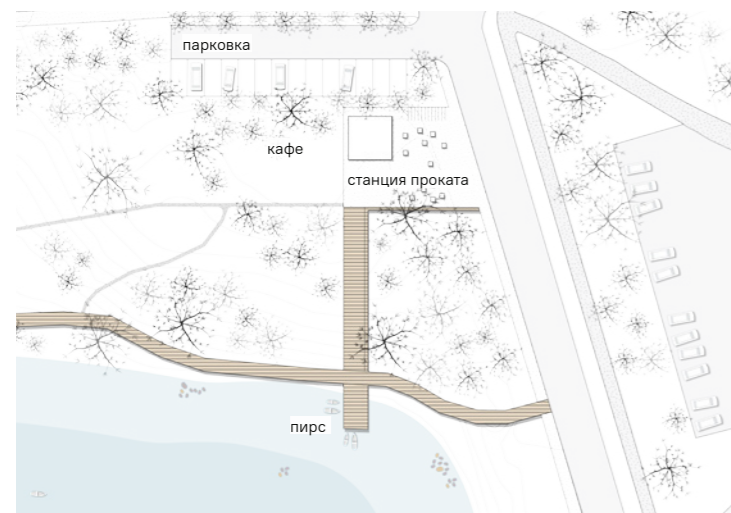 парковка
кафе
станция проката
пирс